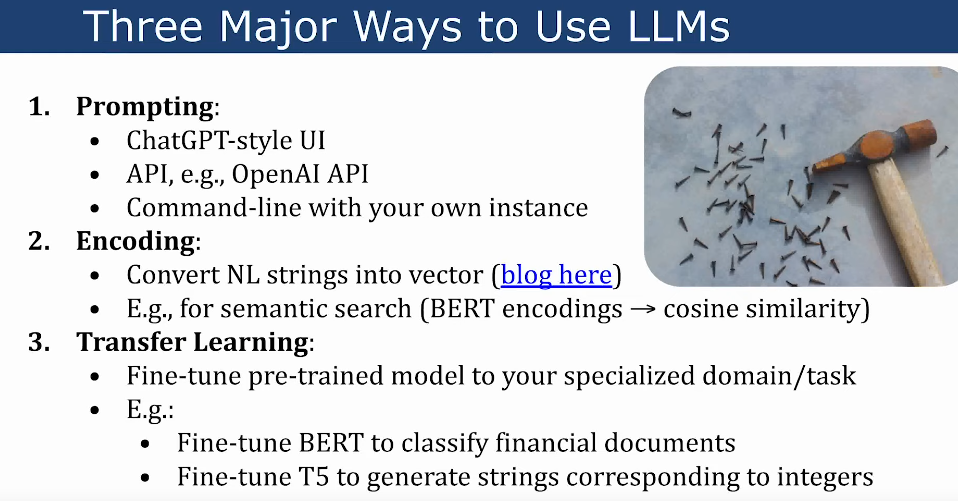 Three Major Ways to Use LLMs
1. Prompting:
• ChatGPT-style UI
• API, e.g., OpenAI API
• Command-line with your own instance
2. Encoding:
• Convert NL strings into vector (blog here)
• E.g., for semantic search (BERT encodings → cosine similarity)
3. Transfer Learning:
• Fine-tune pre-trained model to your specialized domain/task
• E.g.:
• Fine-tune BERT to classify financial documents
• Fine-tune T5 to generate strings corresponding to integers